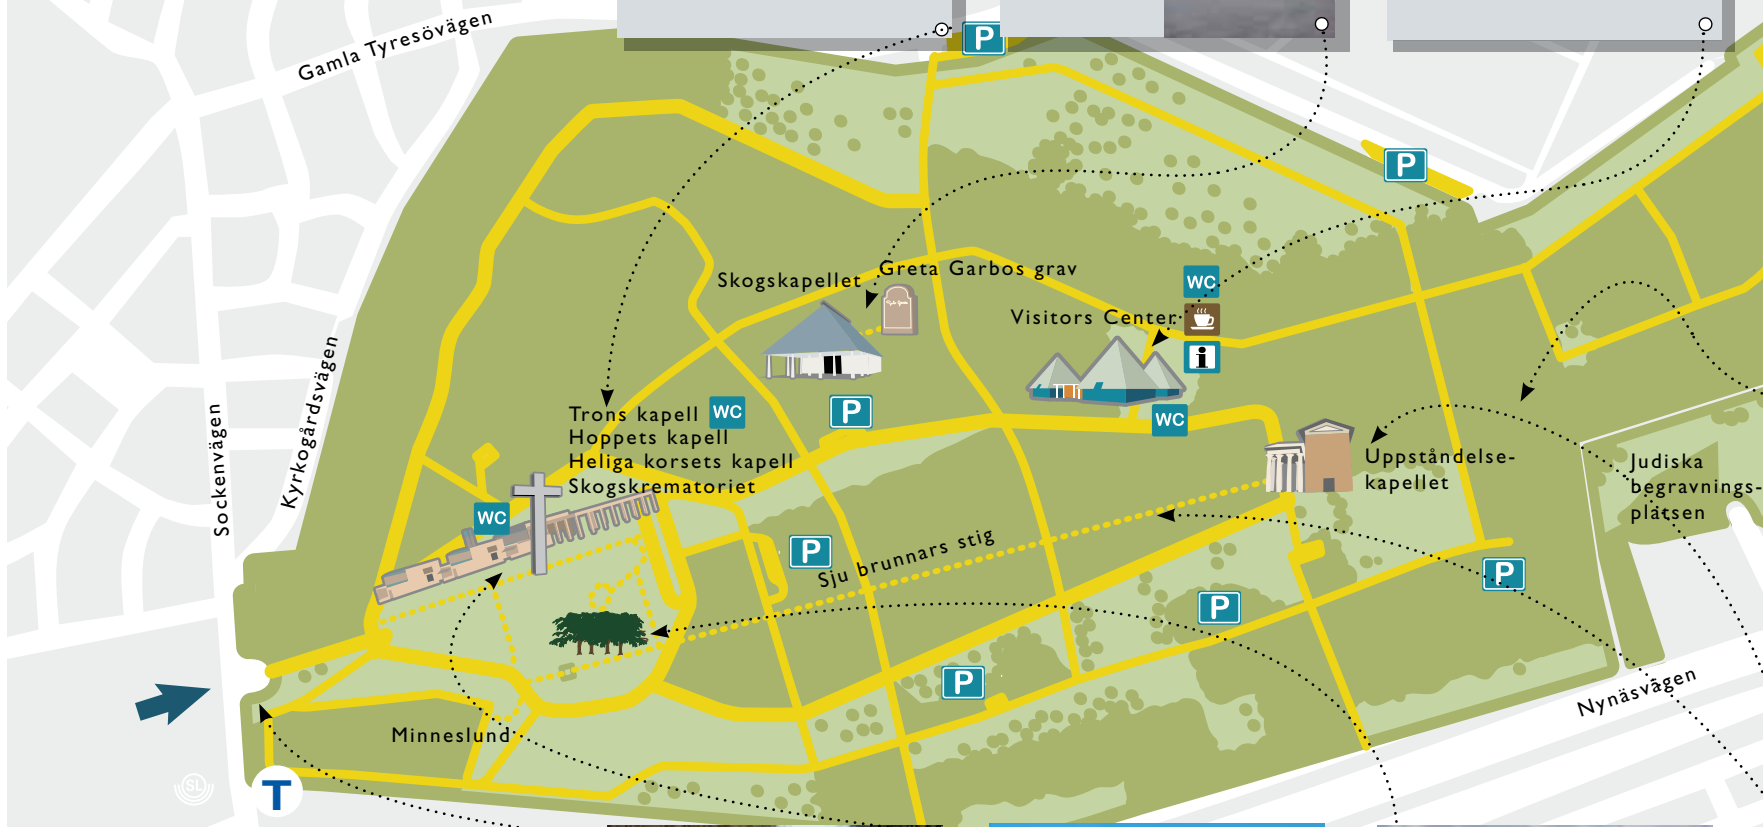 Gamla Tyresövägen
P
P
Skogskapellet
Greta Garbos grav
WC
Visitors Center
i
Kyrkogårdsvägen
Sockenvägen
Trons kapell
WC
Hoppets kapell
Heliga korsets kapell
Skogskrematoriet
P
WC
Uppståndelse-
kapellet
Judiska
begravnings-
platsen
WC
P
Sju brunnars stig
P
P
P
Nynäsvägen
Minneslund
SL
T